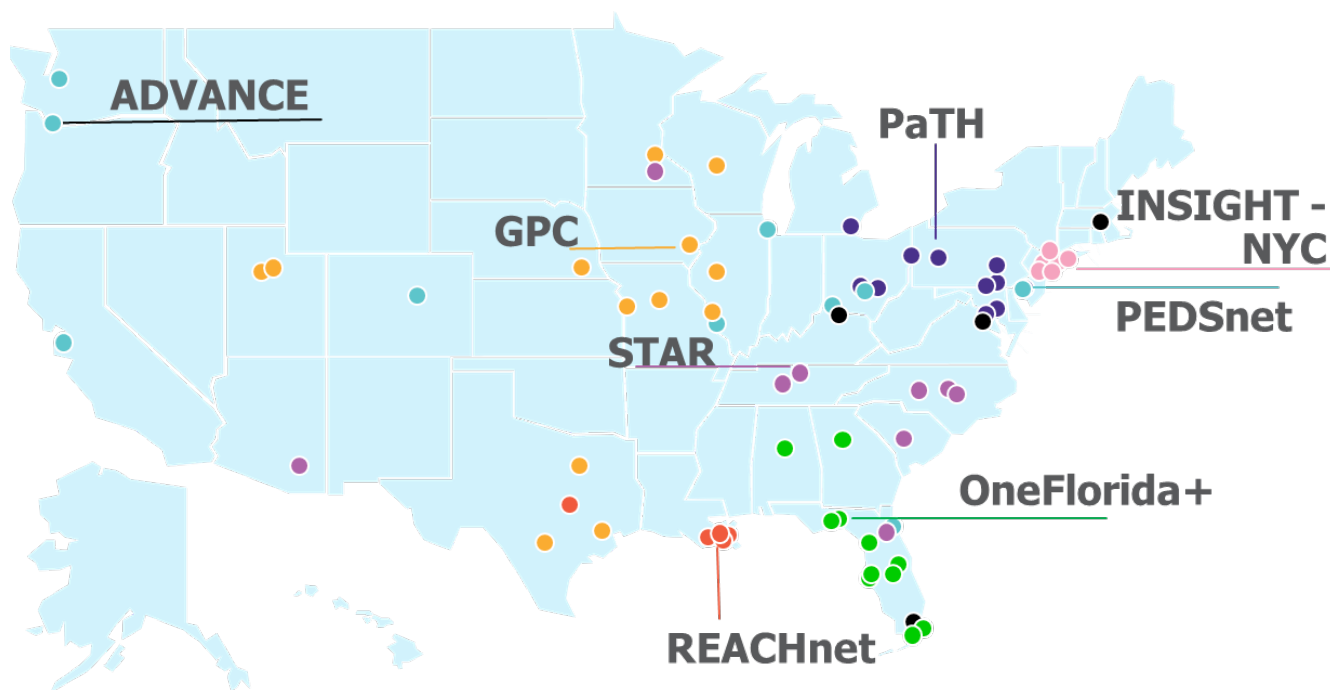 ADVANCE
PaTH
INSIGHT -
NYC
GPC
PEDSnet
STAR
OneFlorida+
REACHnet